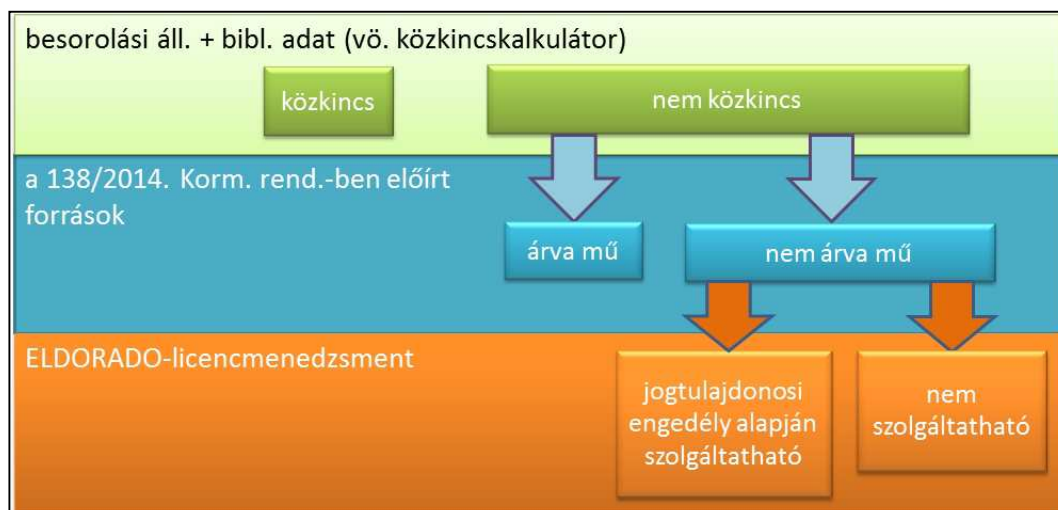 besorolási áll. + bibl. adat (vö. közkincskalkulátor)
közkincs
nem közkincs
a 138/2014. Korm. rend.-ben előírt
források
árva mű
nem árva mű
ELDORADO-licencmenedzsment
jogtulajdonosi
engedély alapján
szolgáltatható
nem
szolgáltatható